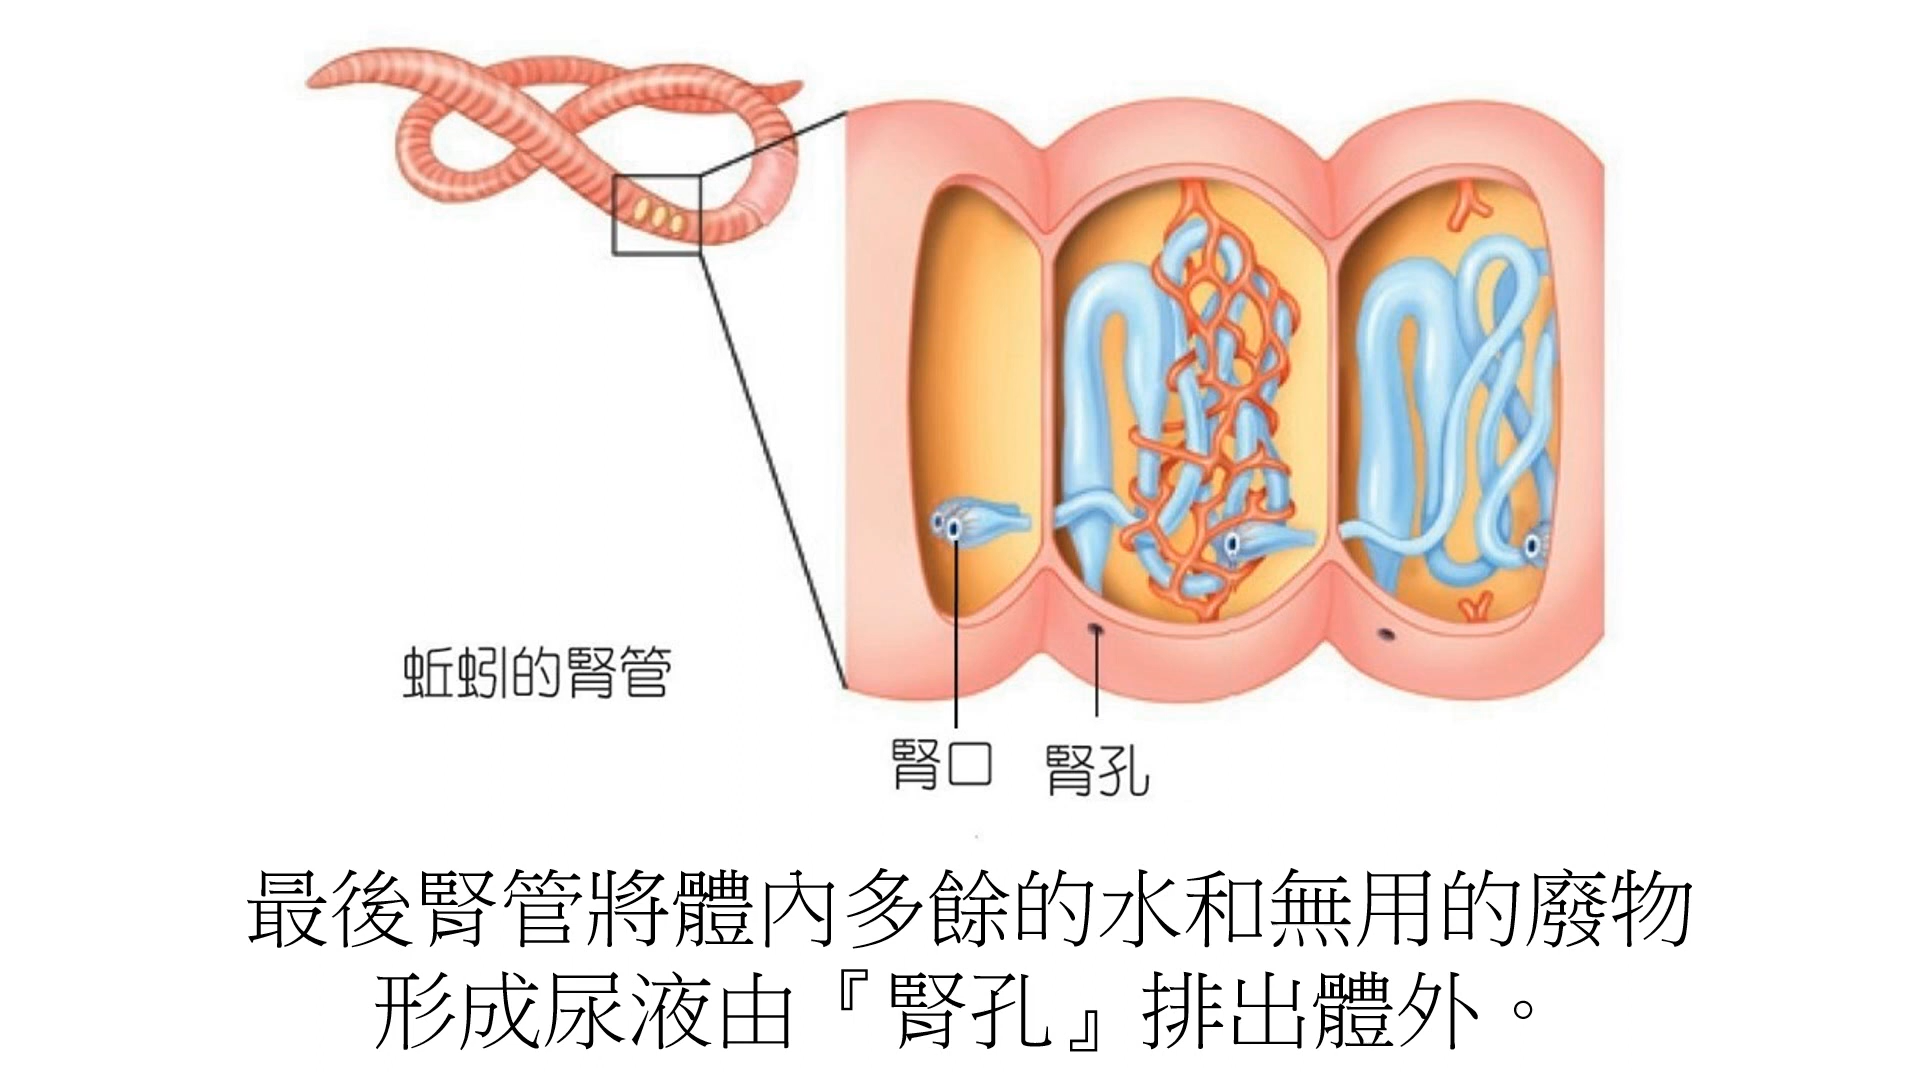 蚯蚓的腎管
腎口
腎孔
最後腎管將體內多餘的水和無用的廢物
形成尿液由『腎孔』排出體外。